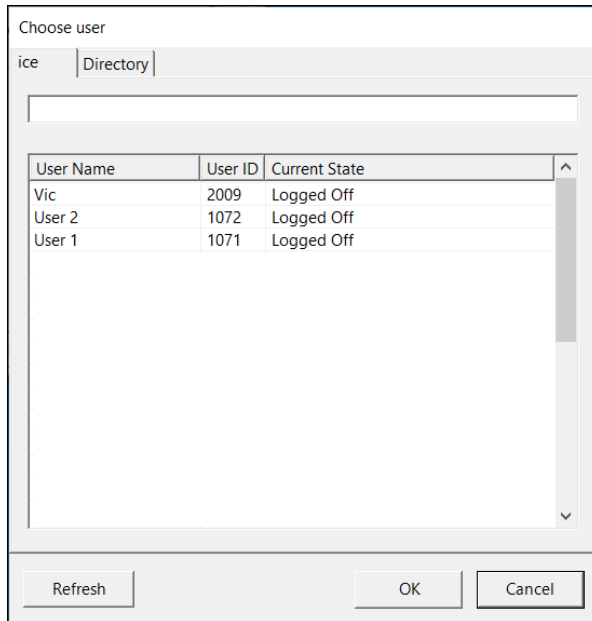 Choose user
ice Directory
User Name User ID Current State
Vic 2009 Logged Off
User 2 1072 Logged Off
User 1 1071 Logged Off
Refresh OK Cancel